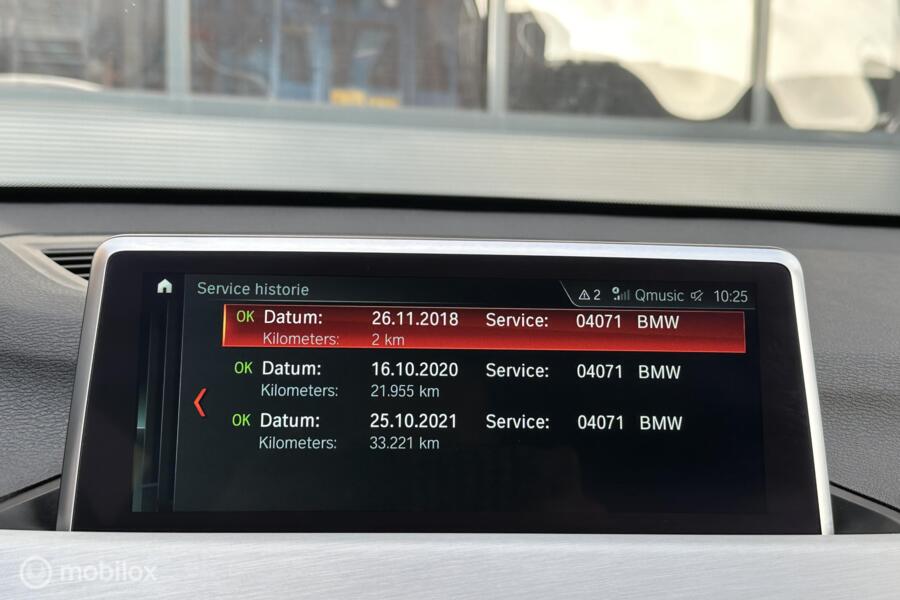 Service historie
2 Qmusic 10:25
OK Datum: 26.11.2018 Service: 04071 BMW
Kilometers: 2 km
OK Datum: 16.10.2020 Service: 04071 BMW
Kilometers: 21.955 km
OK Datum: 25.10.2021 Service: 04071 BMW
Kilometers: 33.221 km
mobilox